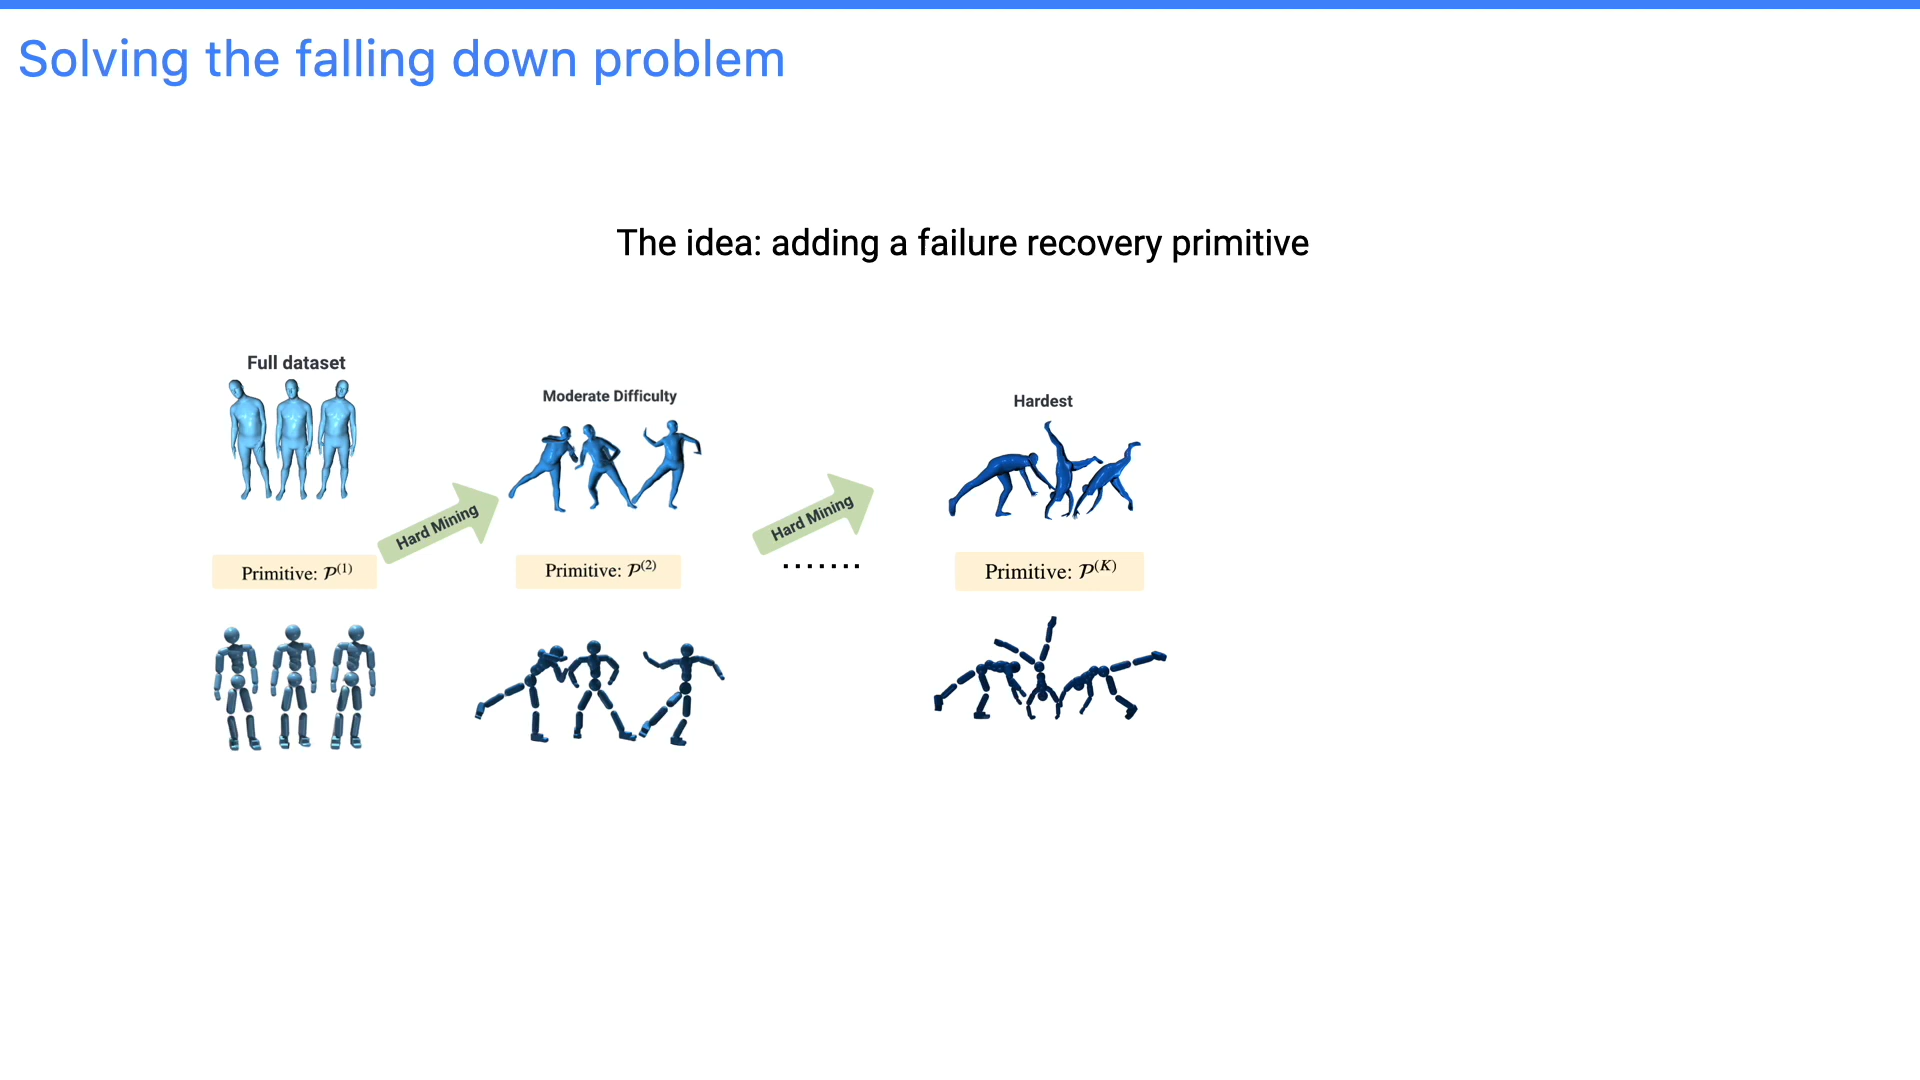 Solving the falling down problem
The idea: adding a failure recovery primitive
Full dataset
Moderate Difficulty
Hardest
Hard Mining
Hard Mining
Primitive: 𝒫⁽¹⁾
Primitive: 𝒫⁽²⁾
.......
Primitive: 𝒫⁽ᴷ⁾